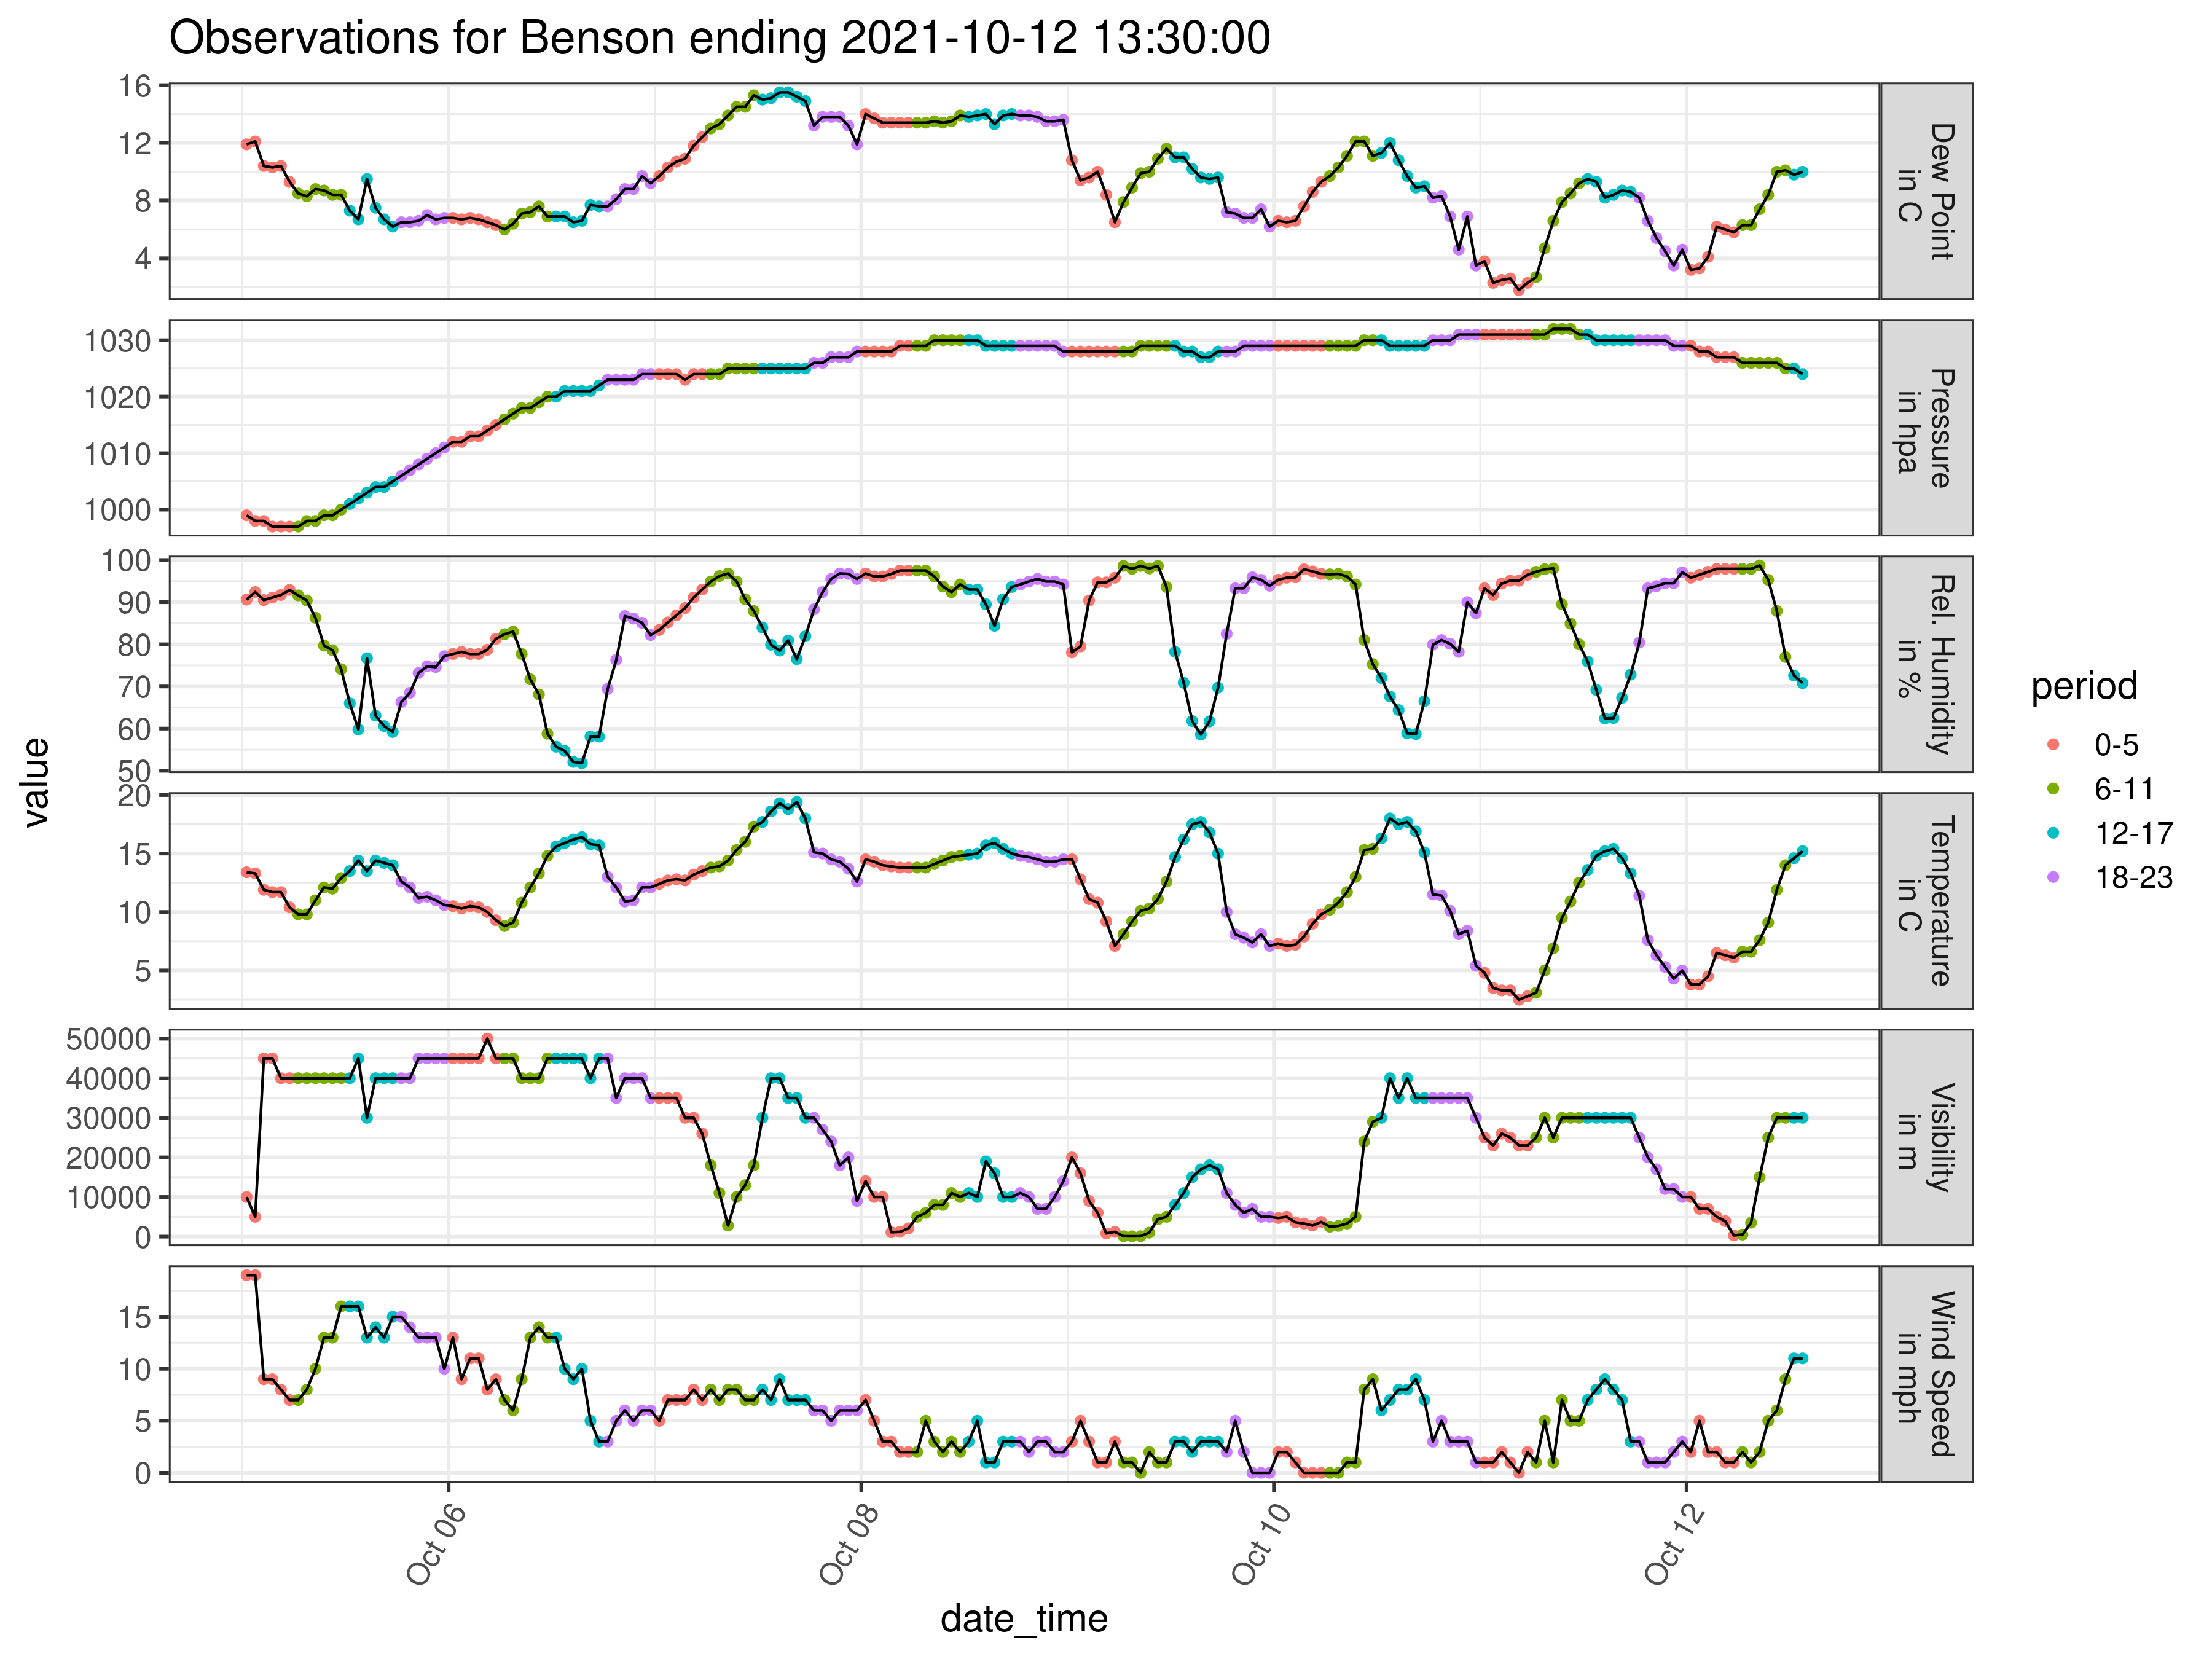 Observations for Benson ending 2021-10-12 13:30:00
value
16
12
8
4
Dew Point
in C
1030
1020
1010
1000
Pressure
in hpa
100
90
80
70
60
50
Rel. Humidity
in %
20
15
10
5
Temperature
in C
50000
40000
30000
20000
10000
0
Visibility
in m
15
10
5
0
Wind Speed
in mph
Oct 06
Oct 08
Oct 10
Oct 12
date_time
period
0-5
6-11
12-17
18-23